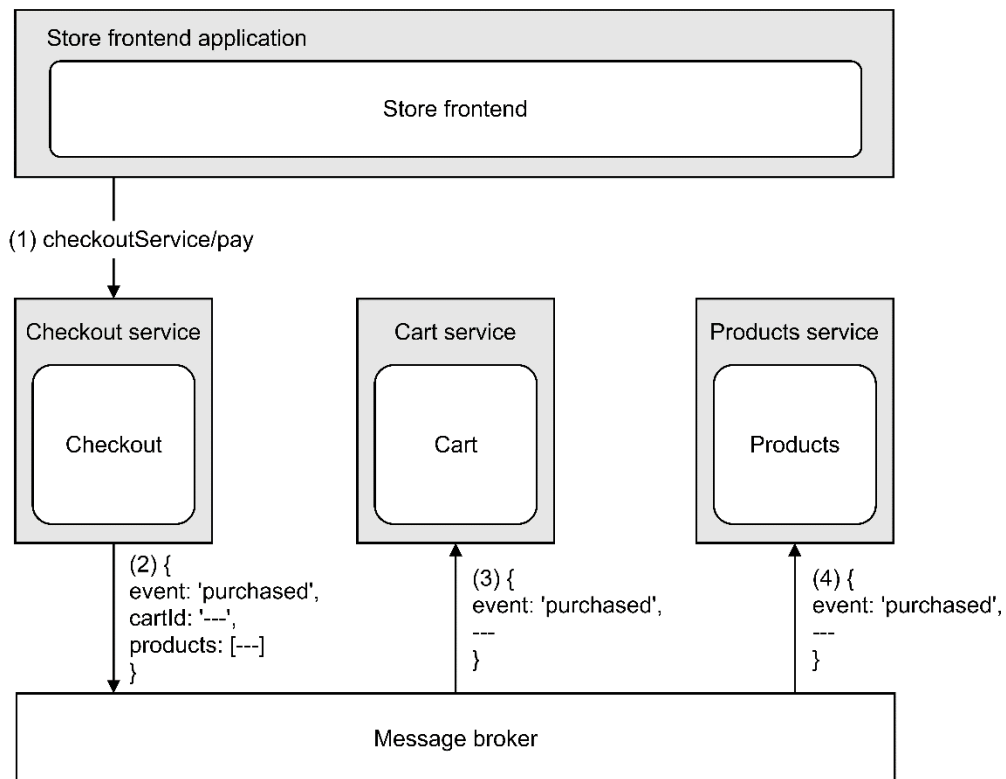 Store frontend application
Store frontend
(1) checkoutService/pay
Checkout service
Cart service
Products service
Checkout
Cart
Products
(2) {
event: 'purchased',
cartId: '---',
products: [---]
}
(3) {
event: 'purchased',
---
}
(4) {
event: 'purchased',
---
}
Message broker